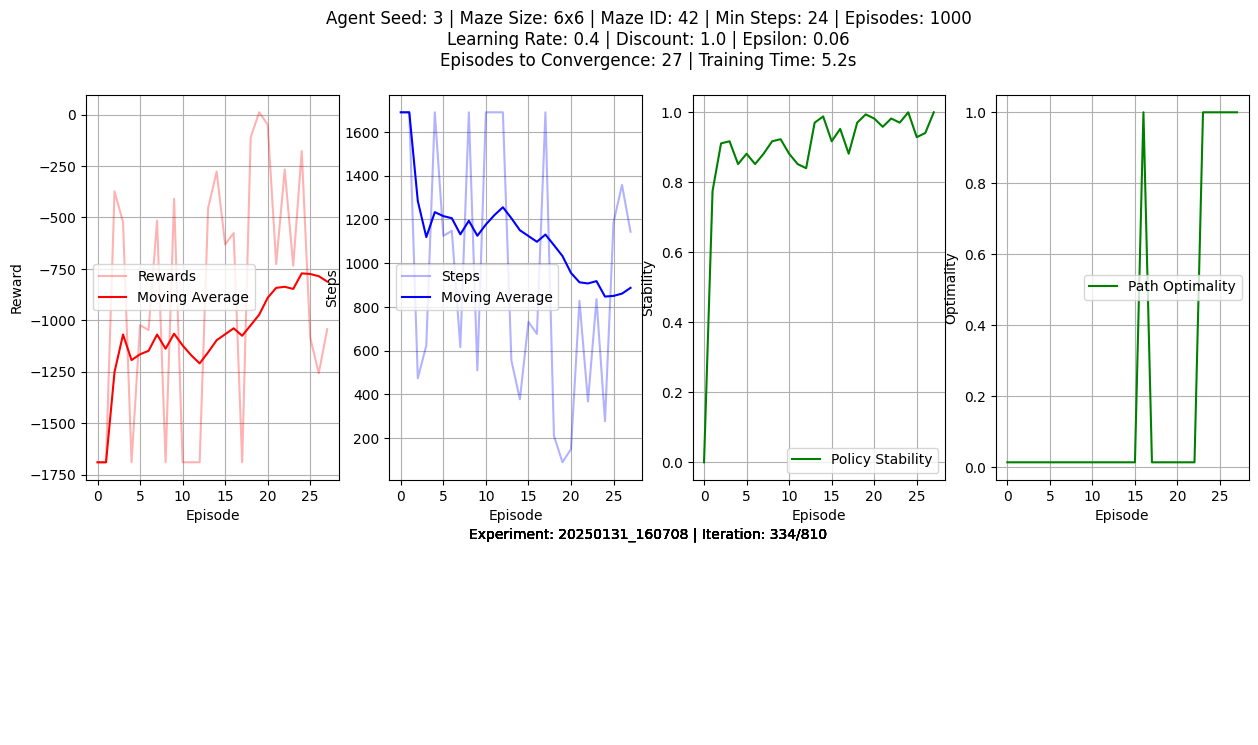 Agent Seed: 3 | Maze Size: 6x6 | Maze ID: 42 | Min Steps: 24 | Episodes: 1000
Learning Rate: 0.4 | Discount: 1.0 | Epsilon: 0.06
Episodes to Convergence: 27 | Training Time: 5.2s
Reward
0
−250
−500
−750
−1000
−1250
−1500
−1750
Rewards
Moving Average
0 5 10 15 20 25
Episode
Steps
1600
1400
1200
1000
800
600
400
200
Steps
Moving Average
0 5 10 15 20 25
Episode
Stability
1.0
0.8
0.6
0.4
0.2
0.0
Policy Stability
0 5 10 15 20 25
Episode
Optimality
1.0
0.8
0.6
0.4
0.2
0.0
Path Optimality
0 5 10 15 20 25
Episode
Experiment: 20250131_160708 | Iteration: 334/810